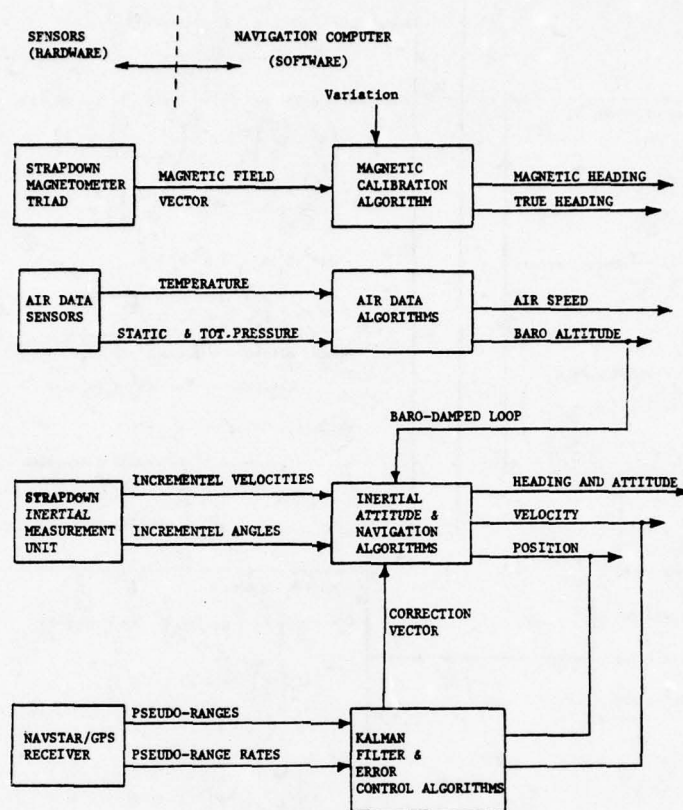 SENSORS
(HARDWARE)
NAVIGATION COMPUTER
(SOFTWARE)
Variation
STRAPDOWN
MAGNETOMETER
TRIAD
MAGNETIC FIELD
VECTOR
MAGNETIC
CALIBRATION
ALGORITHM
MAGNETIC HEADING
TRUE HEADING
AIR DATA
SENSORS
TEMPERATURE
STATIC & TOT.PRESSURE
AIR DATA
ALGORITHMS
AIR SPEED
BARO ALTITUDE
BARO-DAMPED LOOP
STRAPDOWN
INERTIAL
MEASUREMENT
UNIT
INCREMENTEL VELOCITIES
INCREMENTEL ANGLES
INERTIAL
ATTITUDE &
NAVIGATION
ALGORITHMS
HEADING AND ATTITUDE
VELOCITY
POSITION
CORRECTION
VECTOR
NAVSTAR/GPS
RECEIVER
PSEUDO-RANGES
PSEUDO-RANGE RATES
KALMAN
FILTER &
ERROR
CONTROL ALGORITHMS